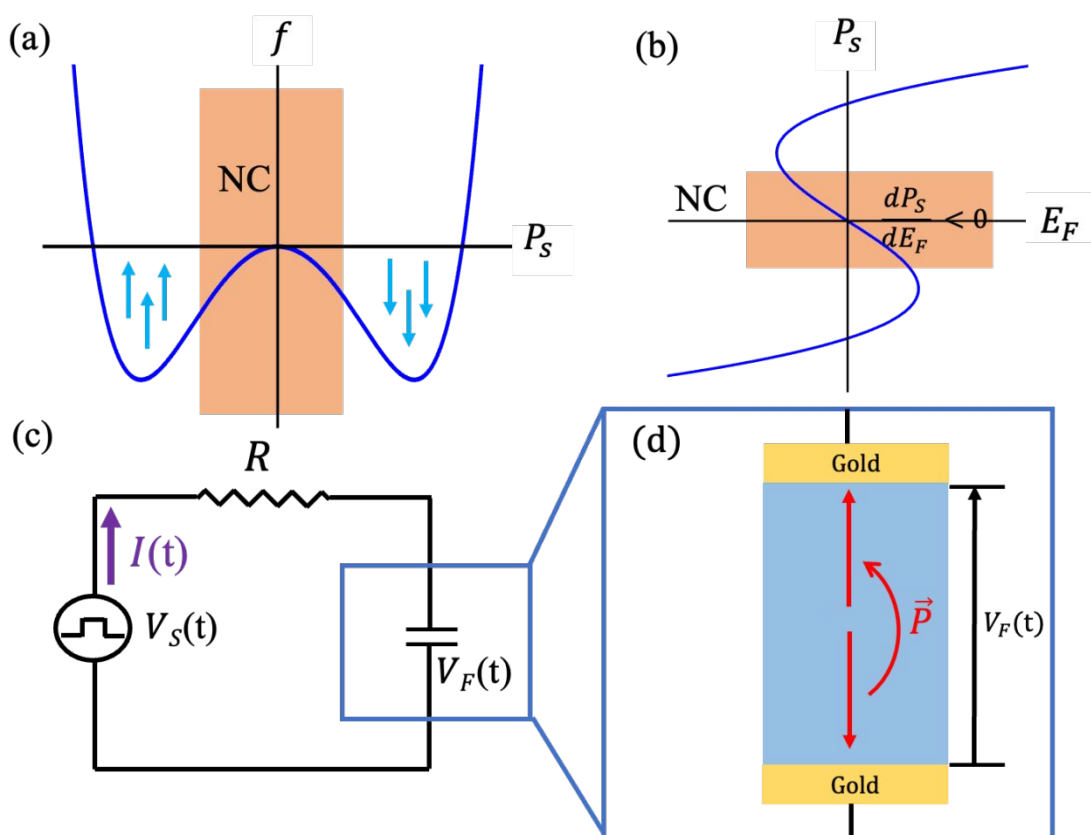 (a)
f
NC
P_s
(b)
P_s
NC
dP_S/dE_F < 0
E_F
(c)
R
I(t)
V_S(t)
V_F(t)
(d)
Gold
P⃗
V_F(t)
Gold